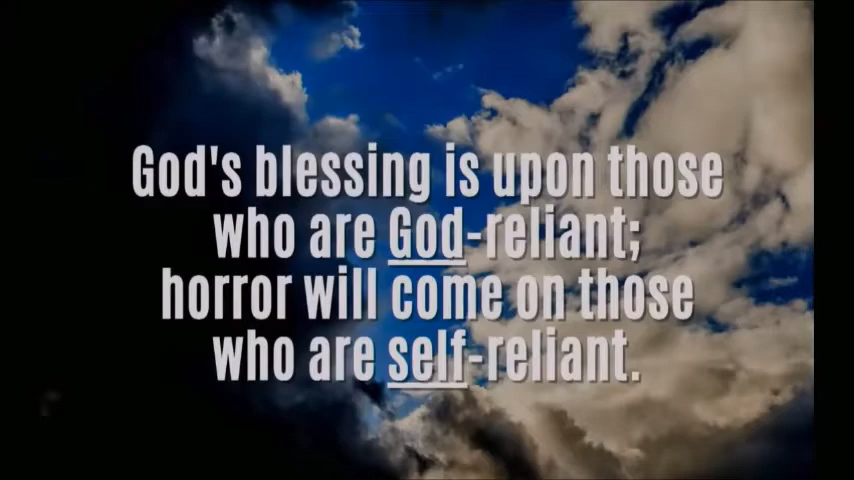 God's blessing is upon those
who are God-reliant;
horror will come on those
who are self-reliant.